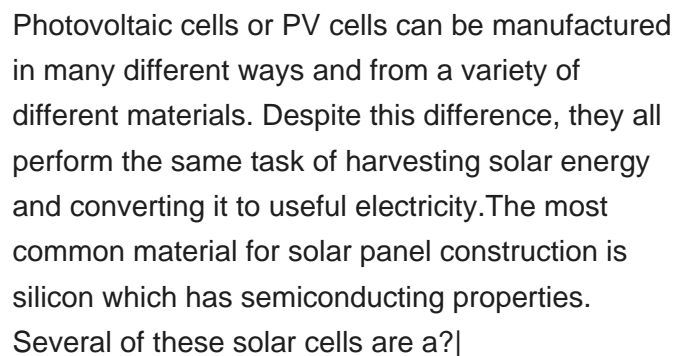 Photovoltaic cells or PV cells can be manufactured
in many different ways and from a variety of
different materials. Despite this difference, they all
perform the same task of harvesting solar energy
and converting it to useful electricity.The most
common material for solar panel construction is
silicon which has semiconducting properties.
Several of these solar cells are a?|